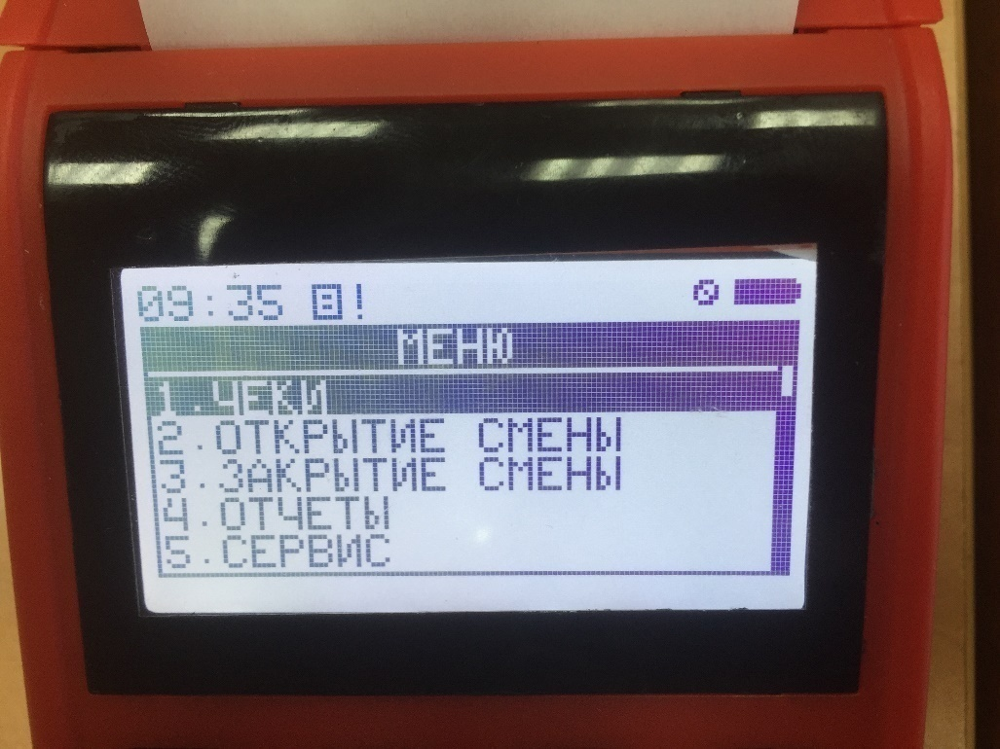 09:35 !
МЕНЮ
1.ЧЕКИ
2.ОТКРЫТИЕ СМЕНЫ
3.ЗАКРЫТИЕ СМЕНЫ
4.ОТЧЕТЫ
5.СЕРВИС